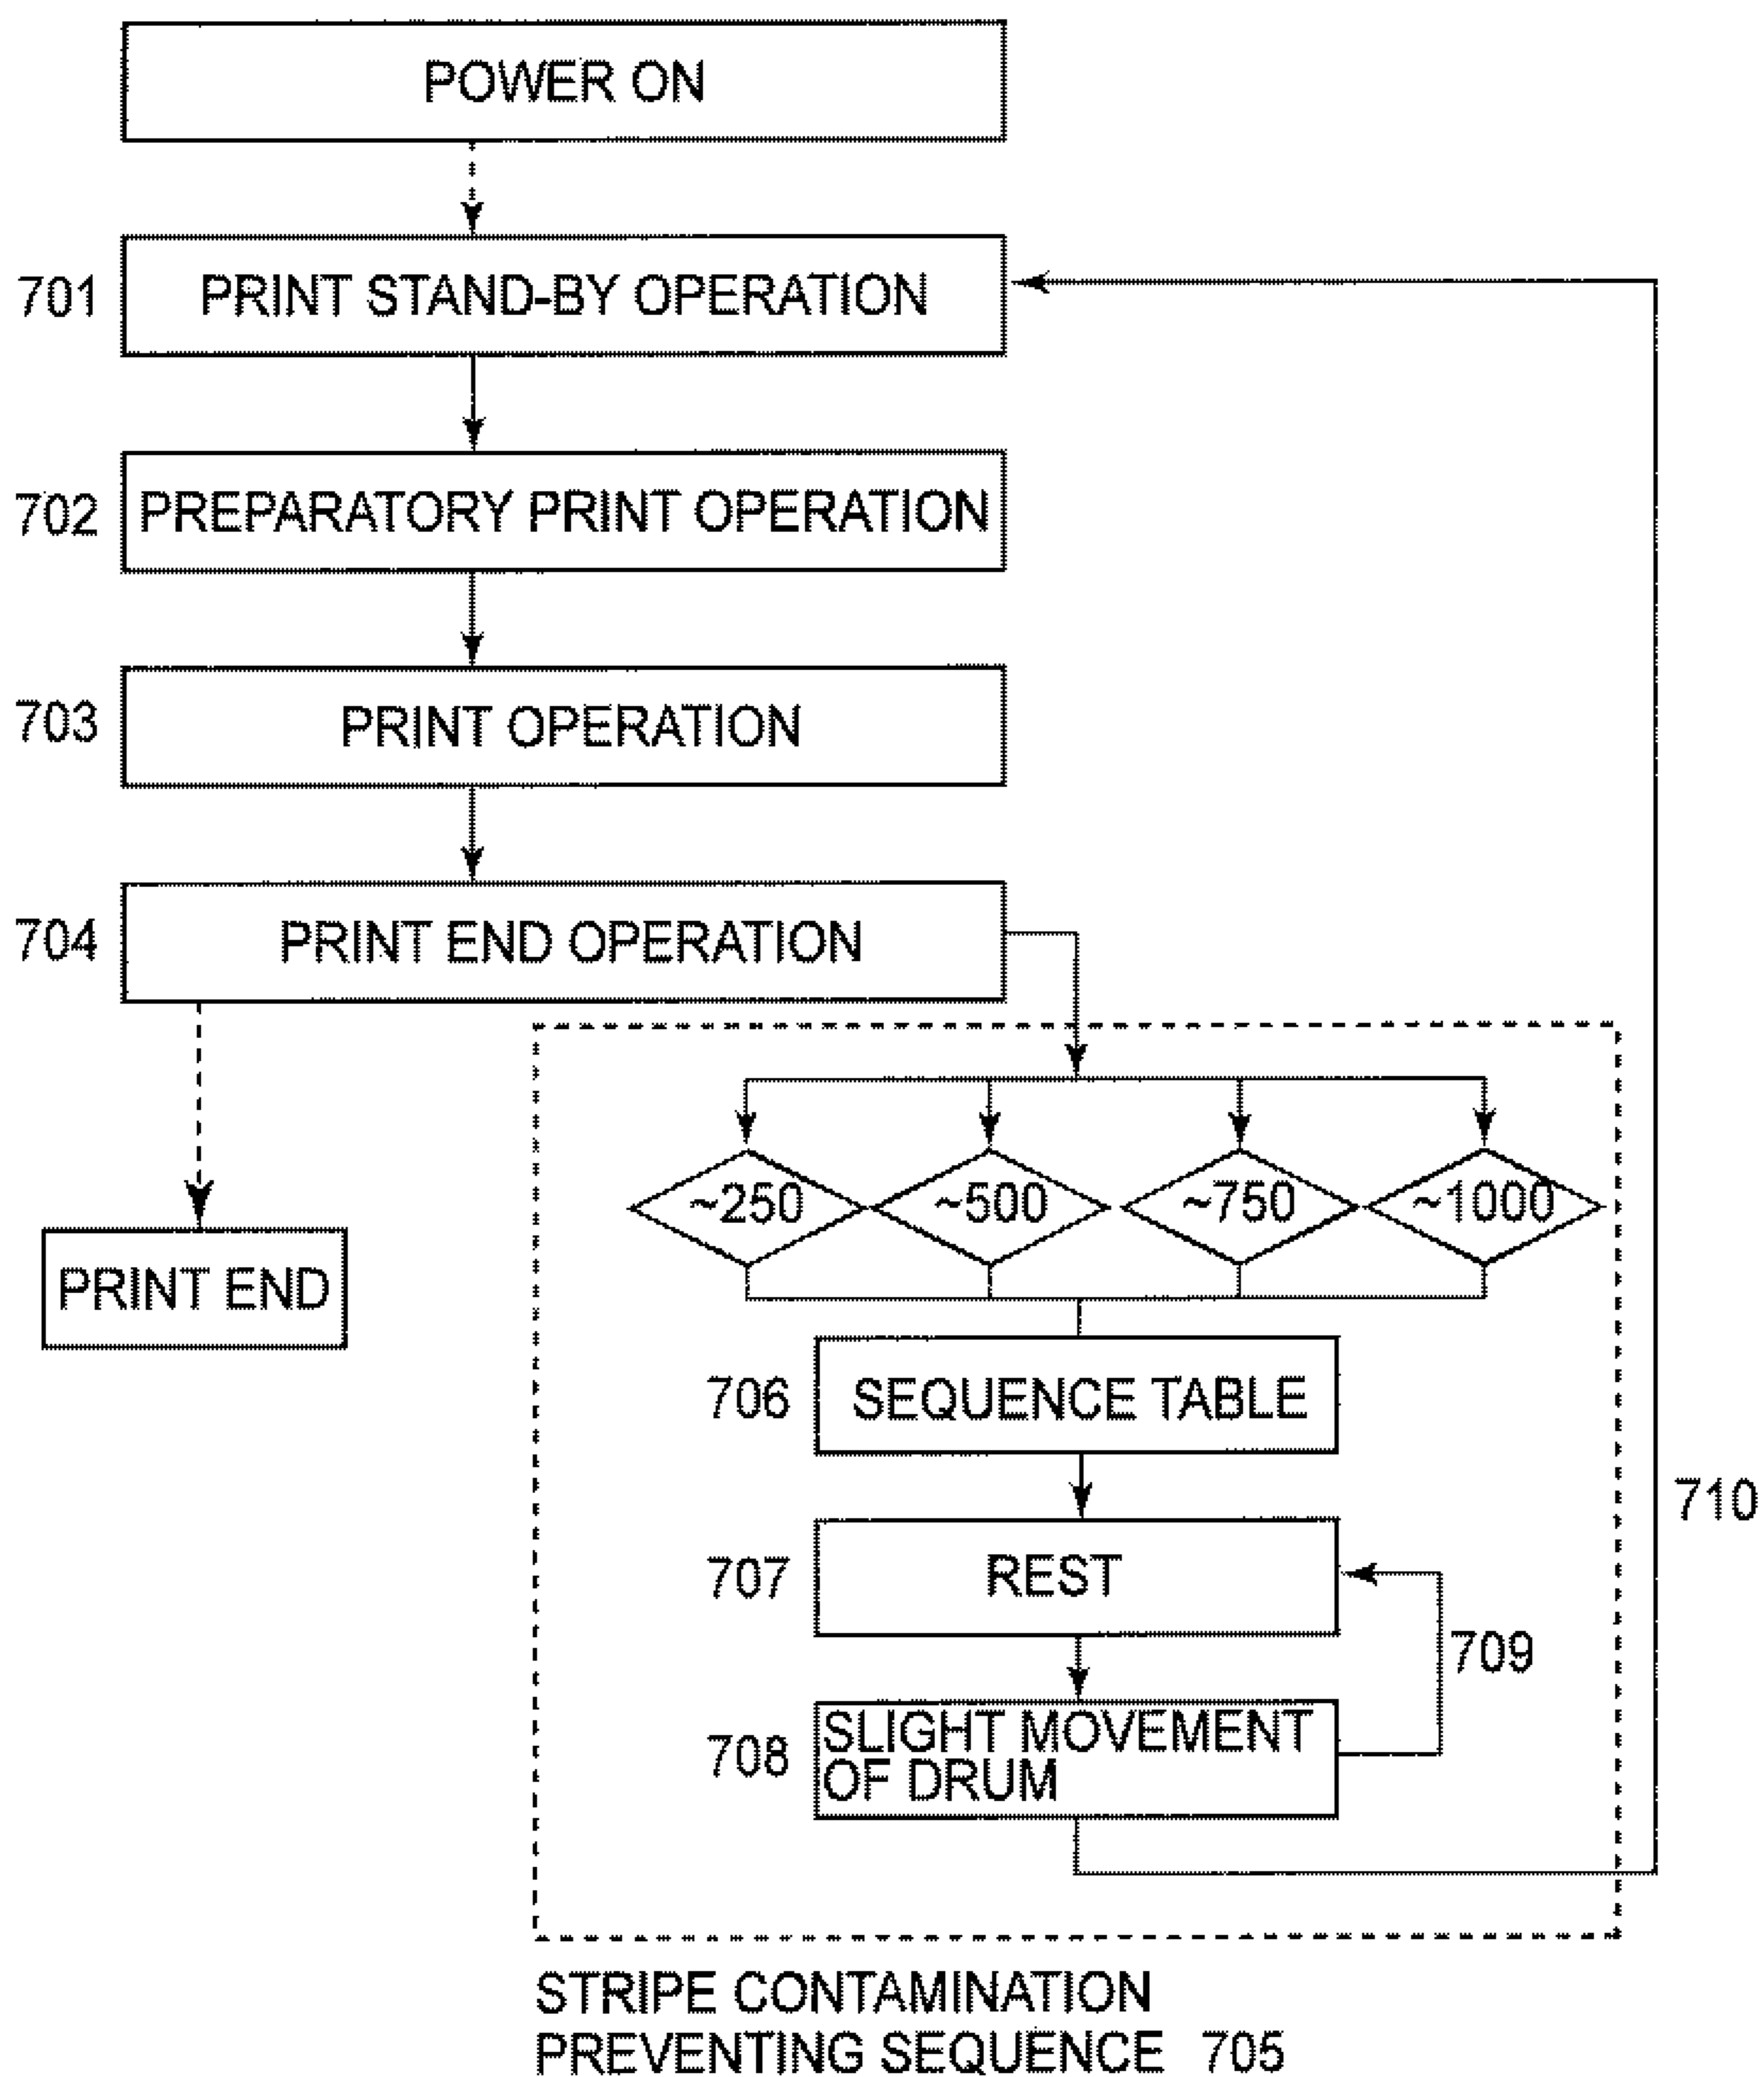 POWER ON
701 PRINT STAND-BY OPERATION
702 PREPARATORY PRINT OPERATION
703 PRINT OPERATION
704 PRINT END OPERATION
~250 ~500 ~750 ~1000
PRINT END
706 SEQUENCE TABLE
710
707 REST
709
708 SLIGHT MOVEMENT
OF DRUM
STRIPE CONTAMINATION
PREVENTING SEQUENCE 705